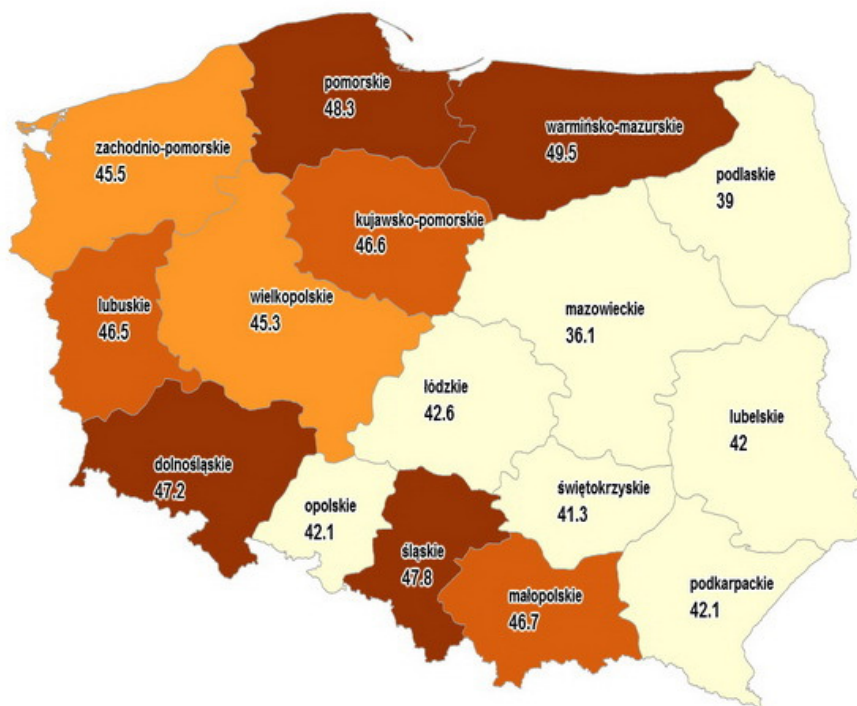 pomorskie
48.3
warmińsko-mazurskie
49.5
zachodnio-pomorskie
45.5
podlaskie
39
kujawsko-pomorskie
46.6
lubuskie
46.5
wielkopolskie
45.3
mazowieckie
36.1
łódzkie
42.6
lubelskie
42
dolnośląskie
47.2
opolskie
42.1
świętokrzyskie
41.3
śląskie
47.8
małopolskie
46.7
podkarpackie
42.1